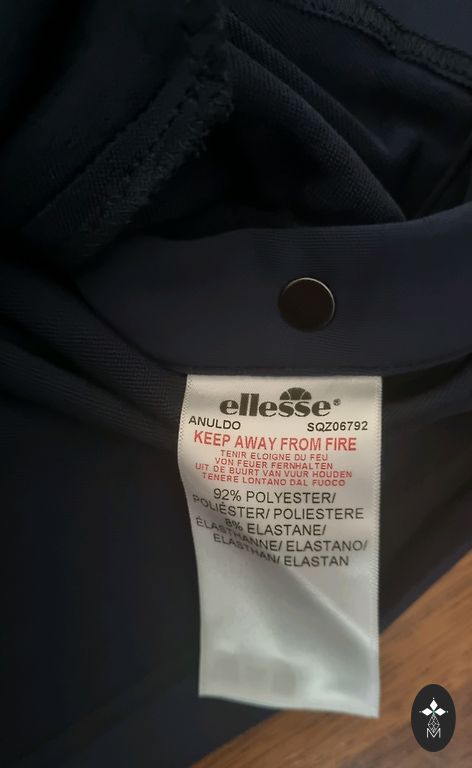 ellesse®
ANULDO SQZ06792
KEEP AWAY FROM FIRE
TENIR ELOIGNE DU FEU
VON FEUER FERNHALTEN
UIT DE BUURT VAN VUUR HOUDEN
TENERE LONTANO DAL FUOCO
92% POLYESTER/
POLIÉSTER/ POLIESTERE
8% ELASTANE/
ÉLASTHANNE/ ELASTANO/
ELASTHAN/ ELASTAN
M